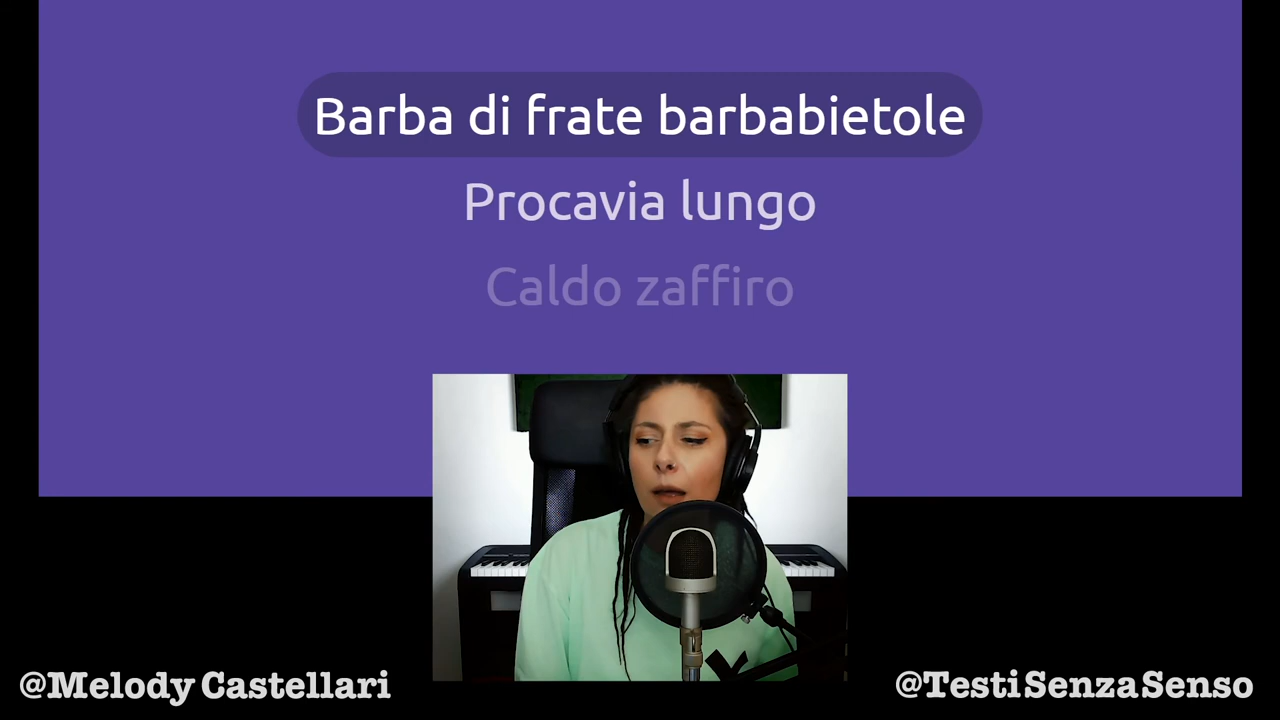 Barba di frate barbabietole
Procavia lungo
Caldo zaffiro
@Melody Castellari
@TestiSenzaSenso